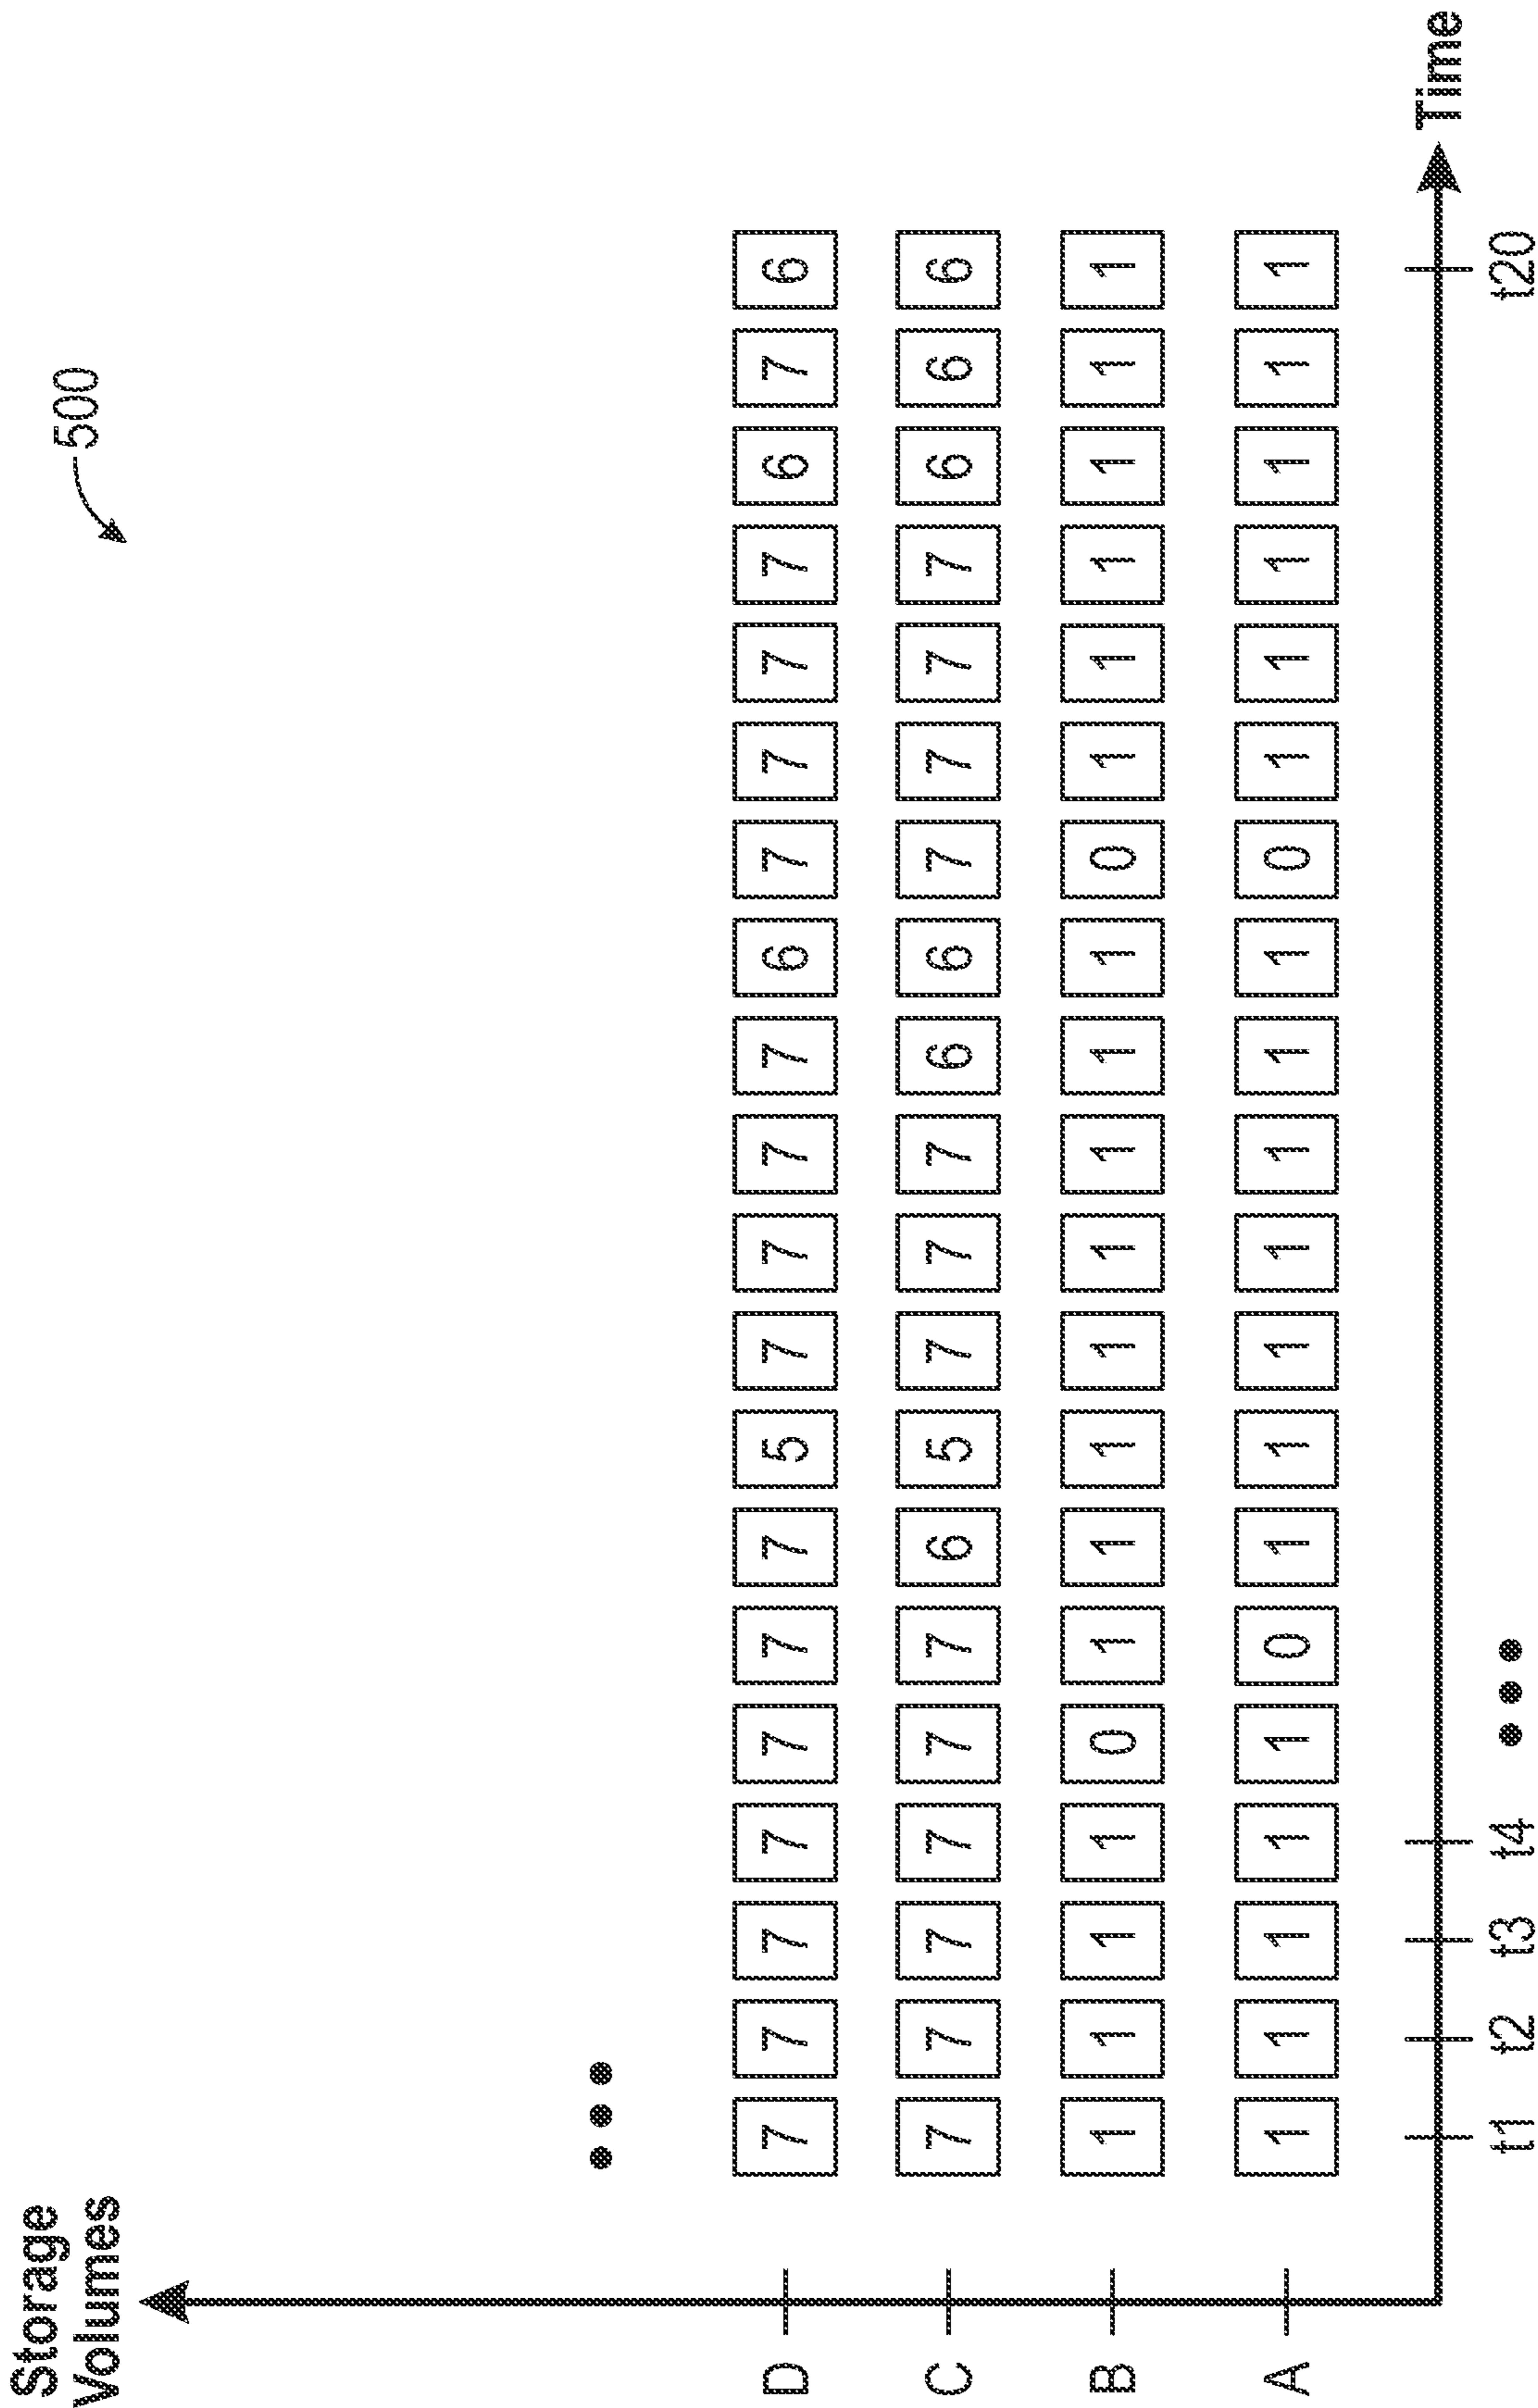 Storage
Volumes
500
D 7 7 7 7 7 7 7 5 7 7 7 7 6 7 7 7 7 6 7 6
C 7 7 7 7 7 7 6 5 7 7 7 6 6 7 7 7 7 6 6 6
B 1 1 1 1 0 1 1 1 1 1 1 1 1 0 1 1 1 1 1 1
A 1 1 1 1 1 0 1 1 1 1 1 1 1 0 1 1 1 1 1 1
Time
t1 t2 t3 t4 ••• t20